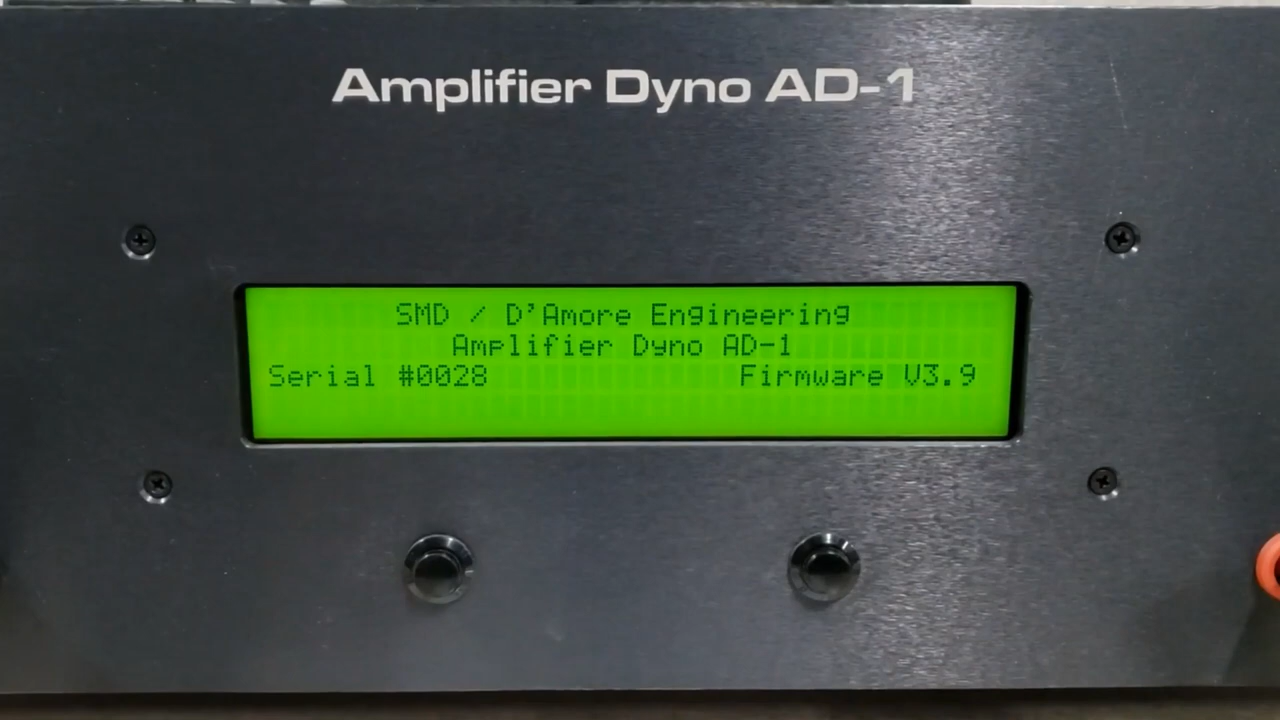 Amplifier Dyno AD-1
SMD / D'Amore Engineering
Amplifier Dyno AD-1
Serial #0028 Firmware V3.9